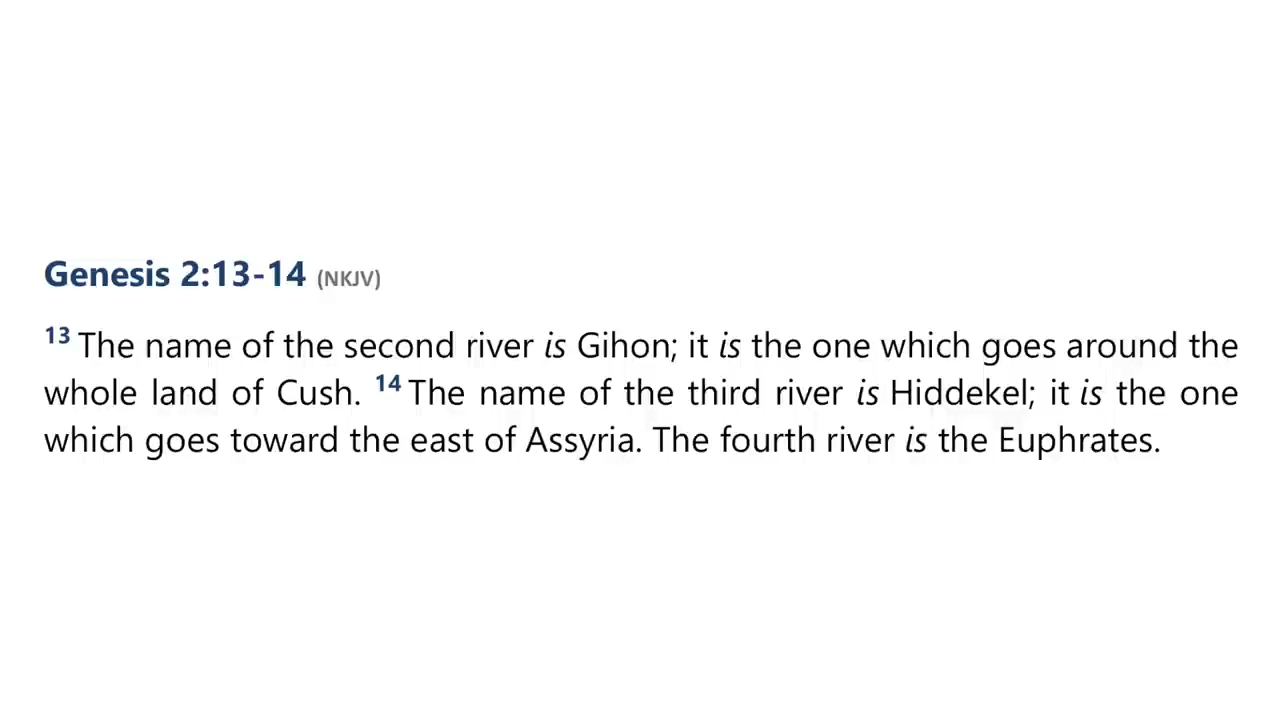 Genesis 2:13-14 (NKJV)
13 The name of the second river is Gihon; it is the one which goes around the
whole land of Cush. 14 The name of the third river is Hiddekel; it is the one
which goes toward the east of Assyria. The fourth river is the Euphrates.